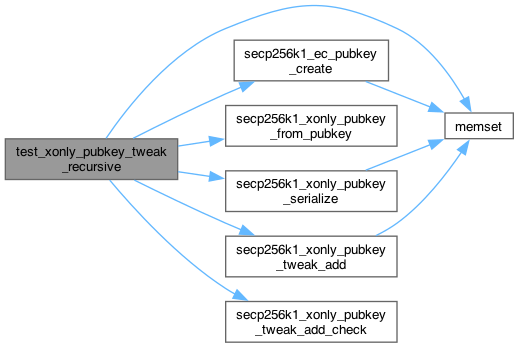 secp256k1_ec_pubkey
_create
secp256k1_xonly_pubkey
_from_pubkey
memset
test_xonly_pubkey_tweak
_recursive
secp256k1_xonly_pubkey
_serialize
secp256k1_xonly_pubkey
_tweak_add
secp256k1_xonly_pubkey
_tweak_add_check